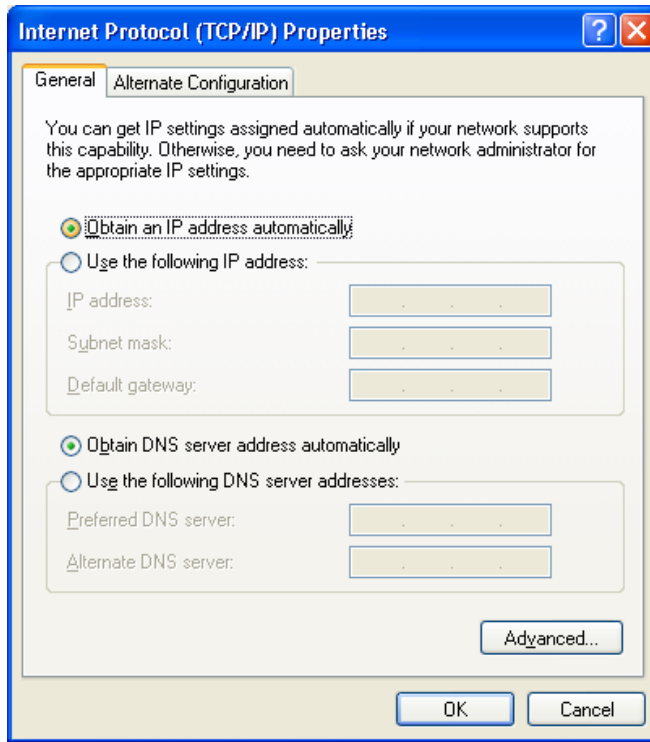 Internet Protocol (TCP/IP) Properties
General
Alternate Configuration
You can get IP settings assigned automatically if your network supports
this capability. Otherwise, you need to ask your network administrator for
the appropriate IP settings.
Obtain an IP address automatically
Use the following IP address:
IP address:
Subnet mask:
Default gateway:
Obtain DNS server address automatically
Use the following DNS server addresses:
Preferred DNS server:
Alternate DNS server:
Advanced...
OK
Cancel